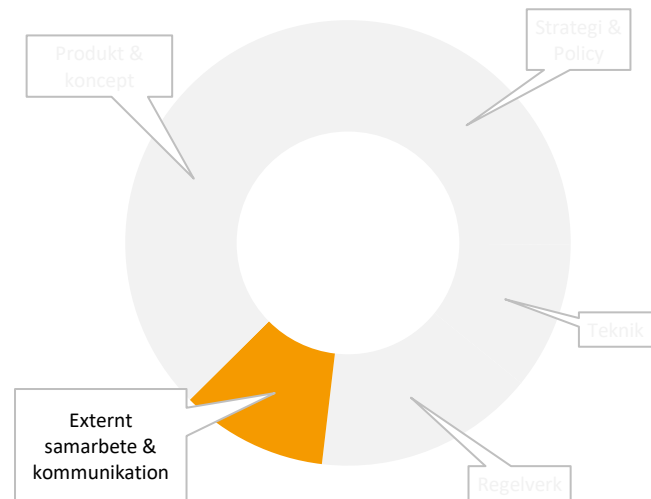 Produkt &
koncept
Strategi &
Policy
Teknik
Externt
samarbete &
kommunikation
Regelverk